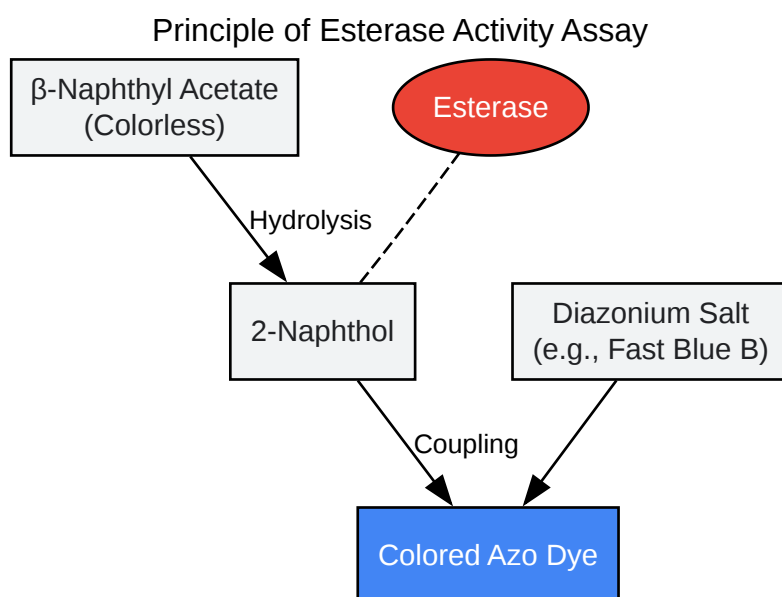 Principle of Esterase Activity Assay
β-Naphthyl Acetate
(Colorless)
Esterase
Hydrolysis
2-Naphthol
Diazonium Salt
(e.g., Fast Blue B)
Coupling
Colored Azo Dye